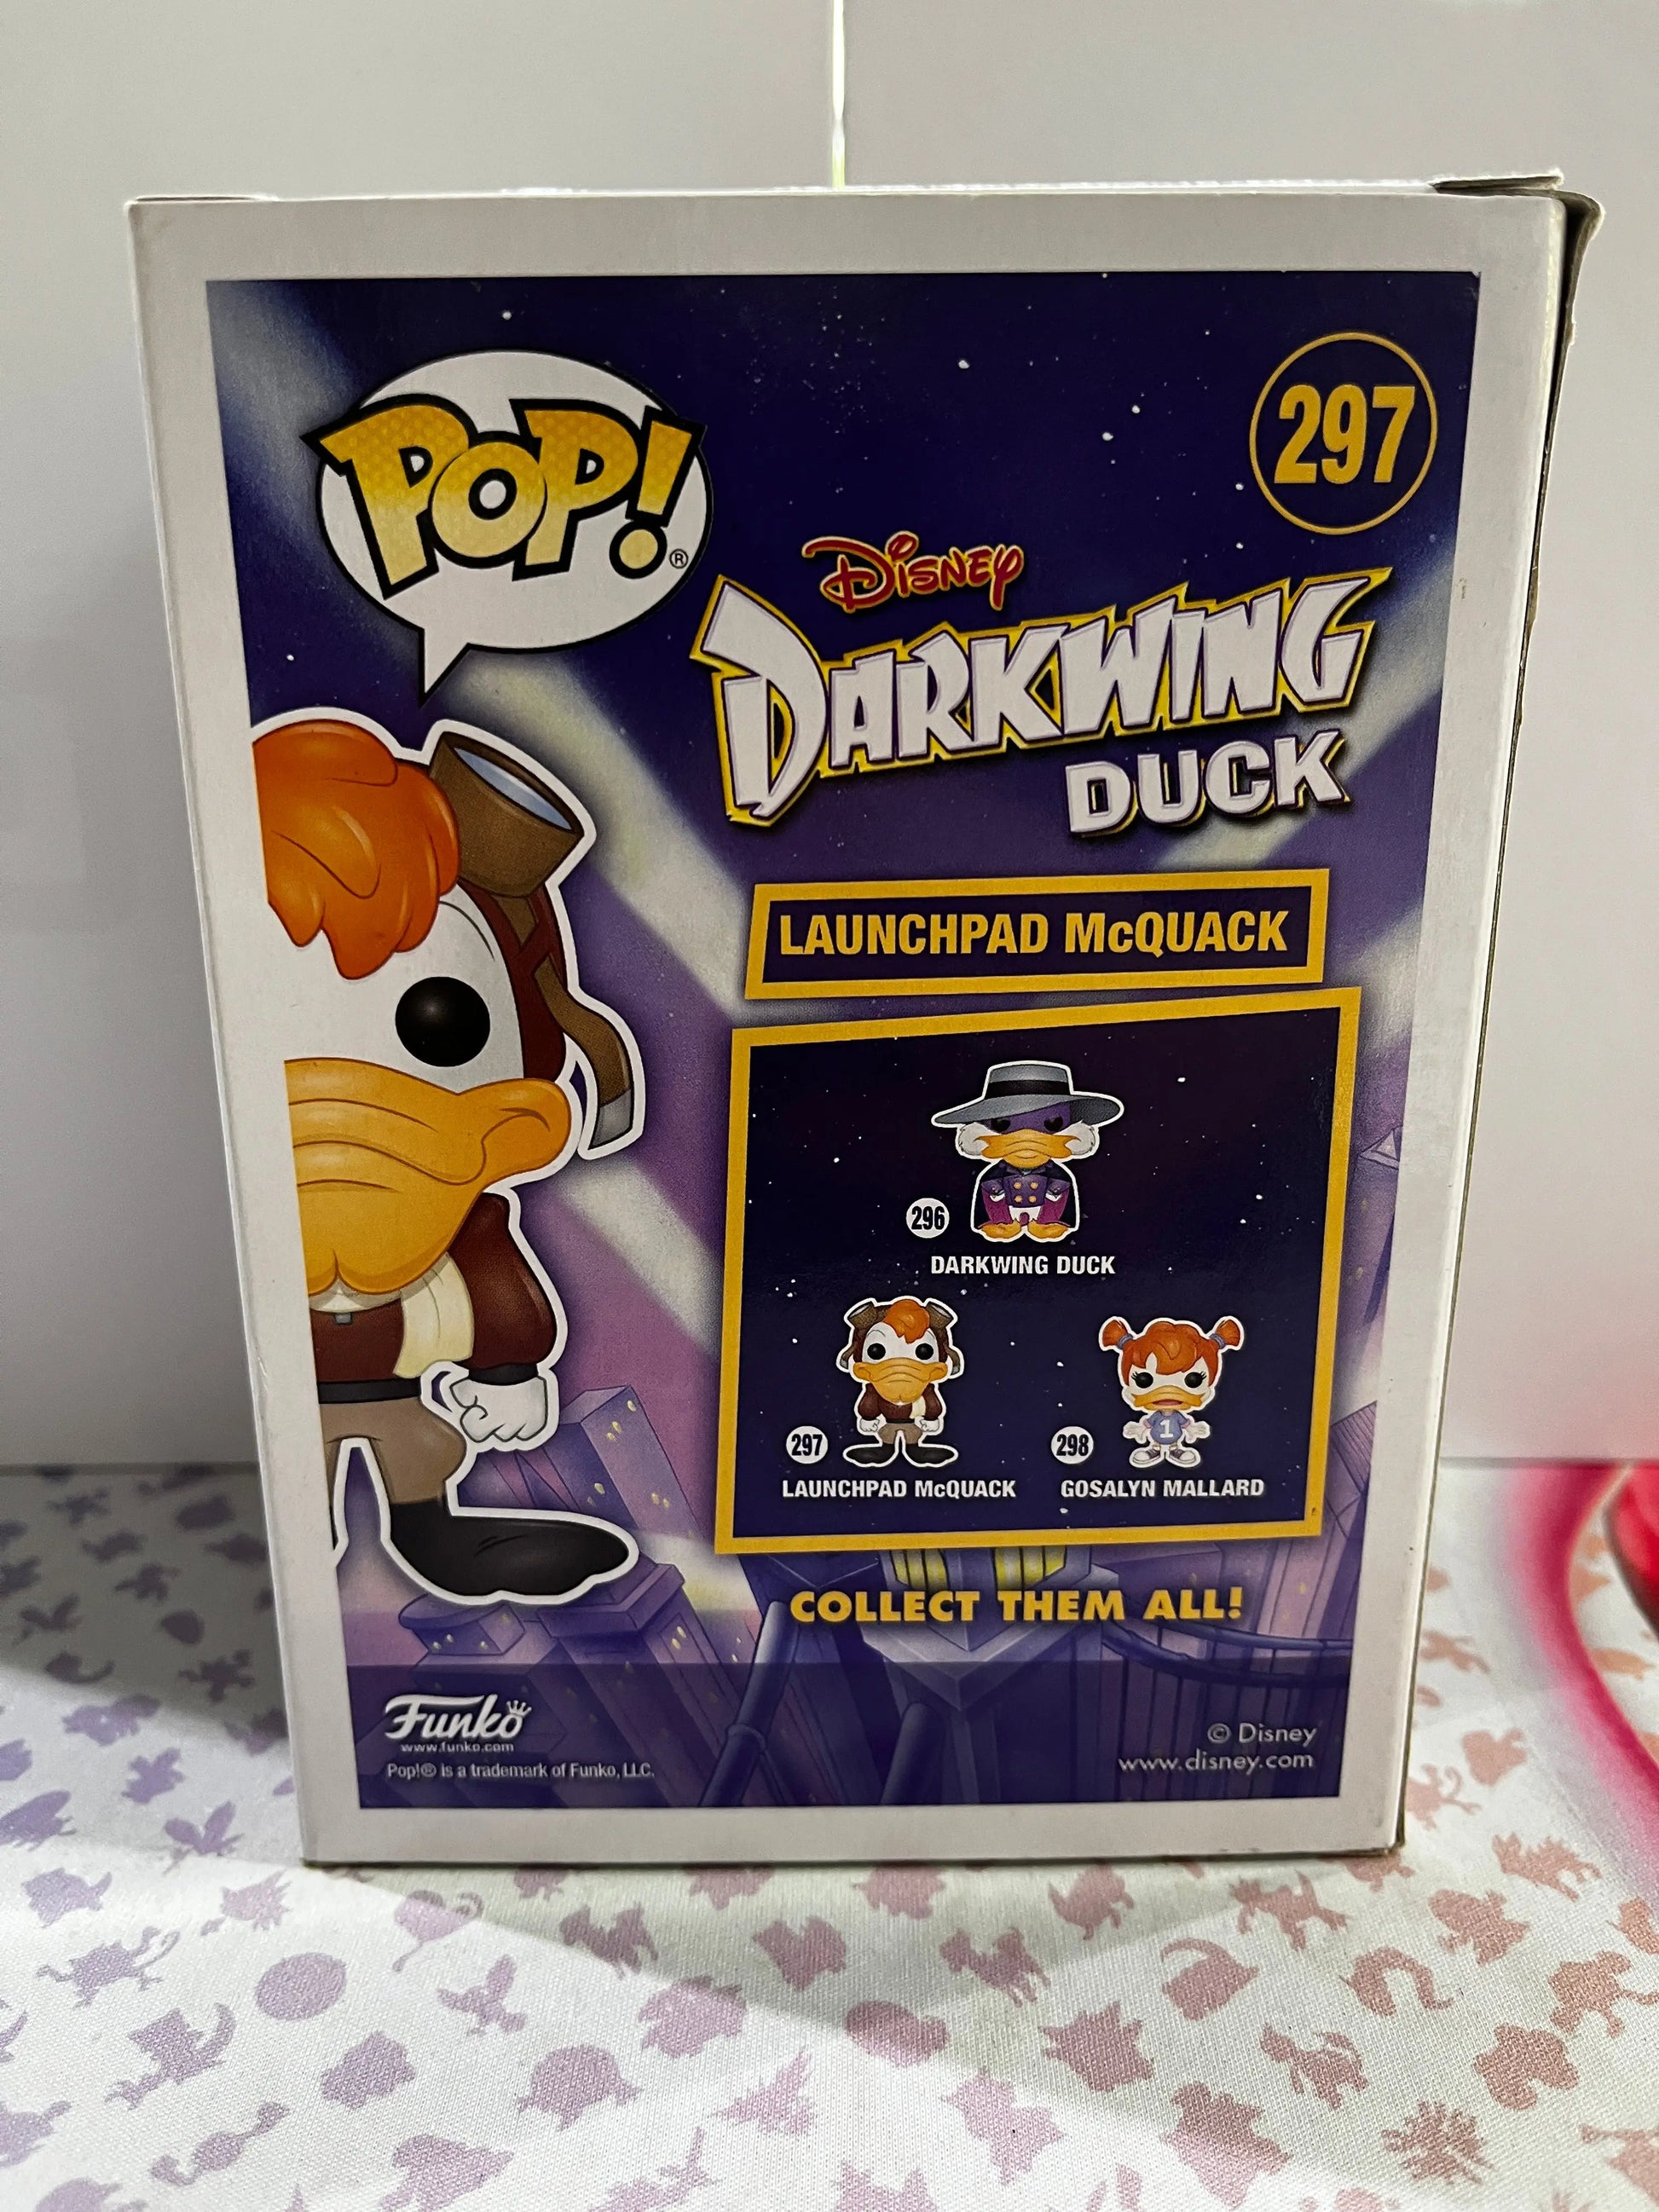 POP!®
297
DISNEY
DARKWING
DUCK
LAUNCHPAD McQUACK
296
DARKWING DUCK
297
LAUNCHPAD McQUACK
1
298
GOSALYN MALLARD
COLLECT THEM ALL!
Funko
www.funko.com
Pop!® is a trademark of Funko, LLC.
© Disney
www.disney.com